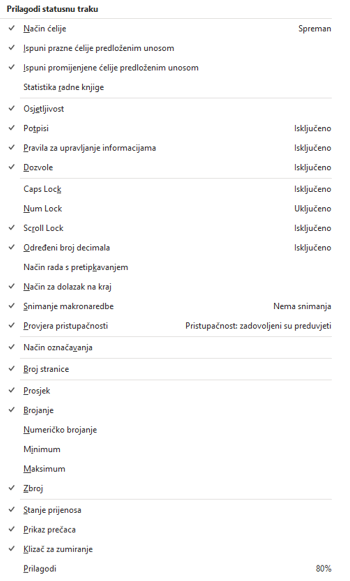 Prilagodi statusnu traku
Način ćelije Spreman
Ispuni prazne ćelije predloženim unosom
Ispuni promijenjene ćelije predloženim unosom
Statistika radne knjige
Osjetljivost
Potpisi Isključeno
Pravila za upravljanje informacijama Isključeno
Dozvole Isključeno
Caps Lock Isključeno
Num Lock Uključeno
Scroll Lock Isključeno
Određeni broj decimala Isključeno
Način rada s pretipkavanjem
Način za dolazak na kraj
Snimanje makronaredbe Nema snimanja
Provjera pristupačnosti Pristupačnost: zadovoljeni su preduvjeti
Način označavanja
Broj stranice
Prosjek
Brojanje
Numeričko brojanje
Minimum
Maksimum
Zbroj
Stanje prijenosa
Prikaz prečaca
Klizač za zumiranje
Prilagodi 80%